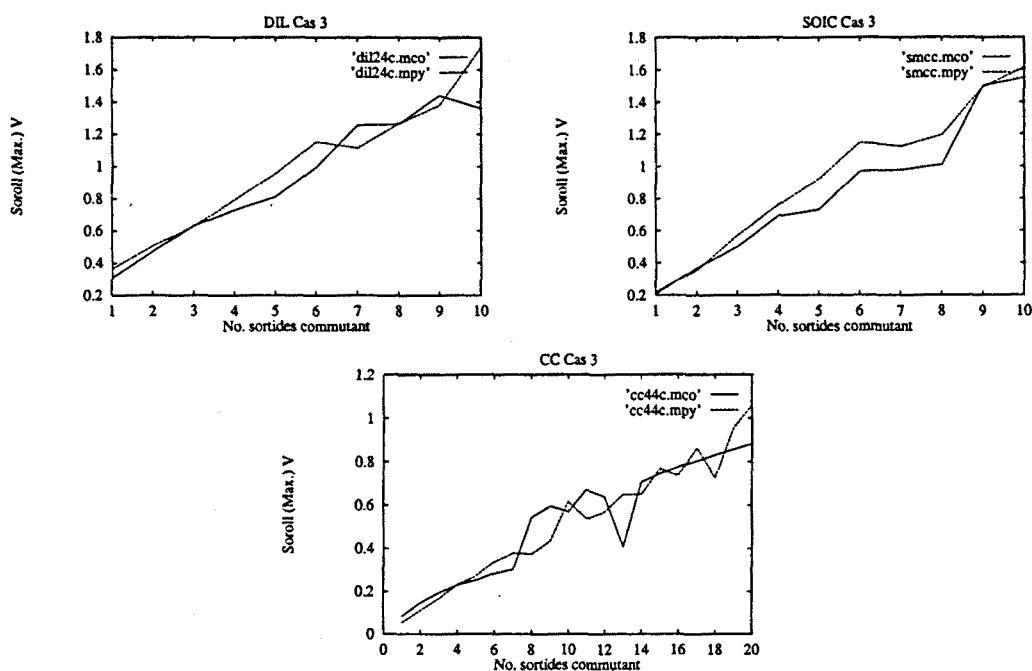 DIL Cas 3
1.8
1.6
1.4
1.2
1
0.8
0.6
0.4
0.2
'dil24c.mco'
'dil24c.mpy'
Soroll (Max.) V
1 2 3 4 5 6 7 8 9 10
No. sortides commutant
SOIC Cas 3
1.8
1.6
1.4
1.2
1
0.8
0.6
0.4
0.2
'smcc.mco'
'smcc.mpy'
Soroll (Max.) V
1 2 3 4 5 6 7 8 9 10
No. sortides commutant
CC Cas 3
1.2
1
0.8
0.6
0.4
0.2
0
'cc44c.mco'
'cc44c.mpy'
Soroll (Max.) V
0 2 4 6 8 10 12 14 16 18 20
No. sortides commutant